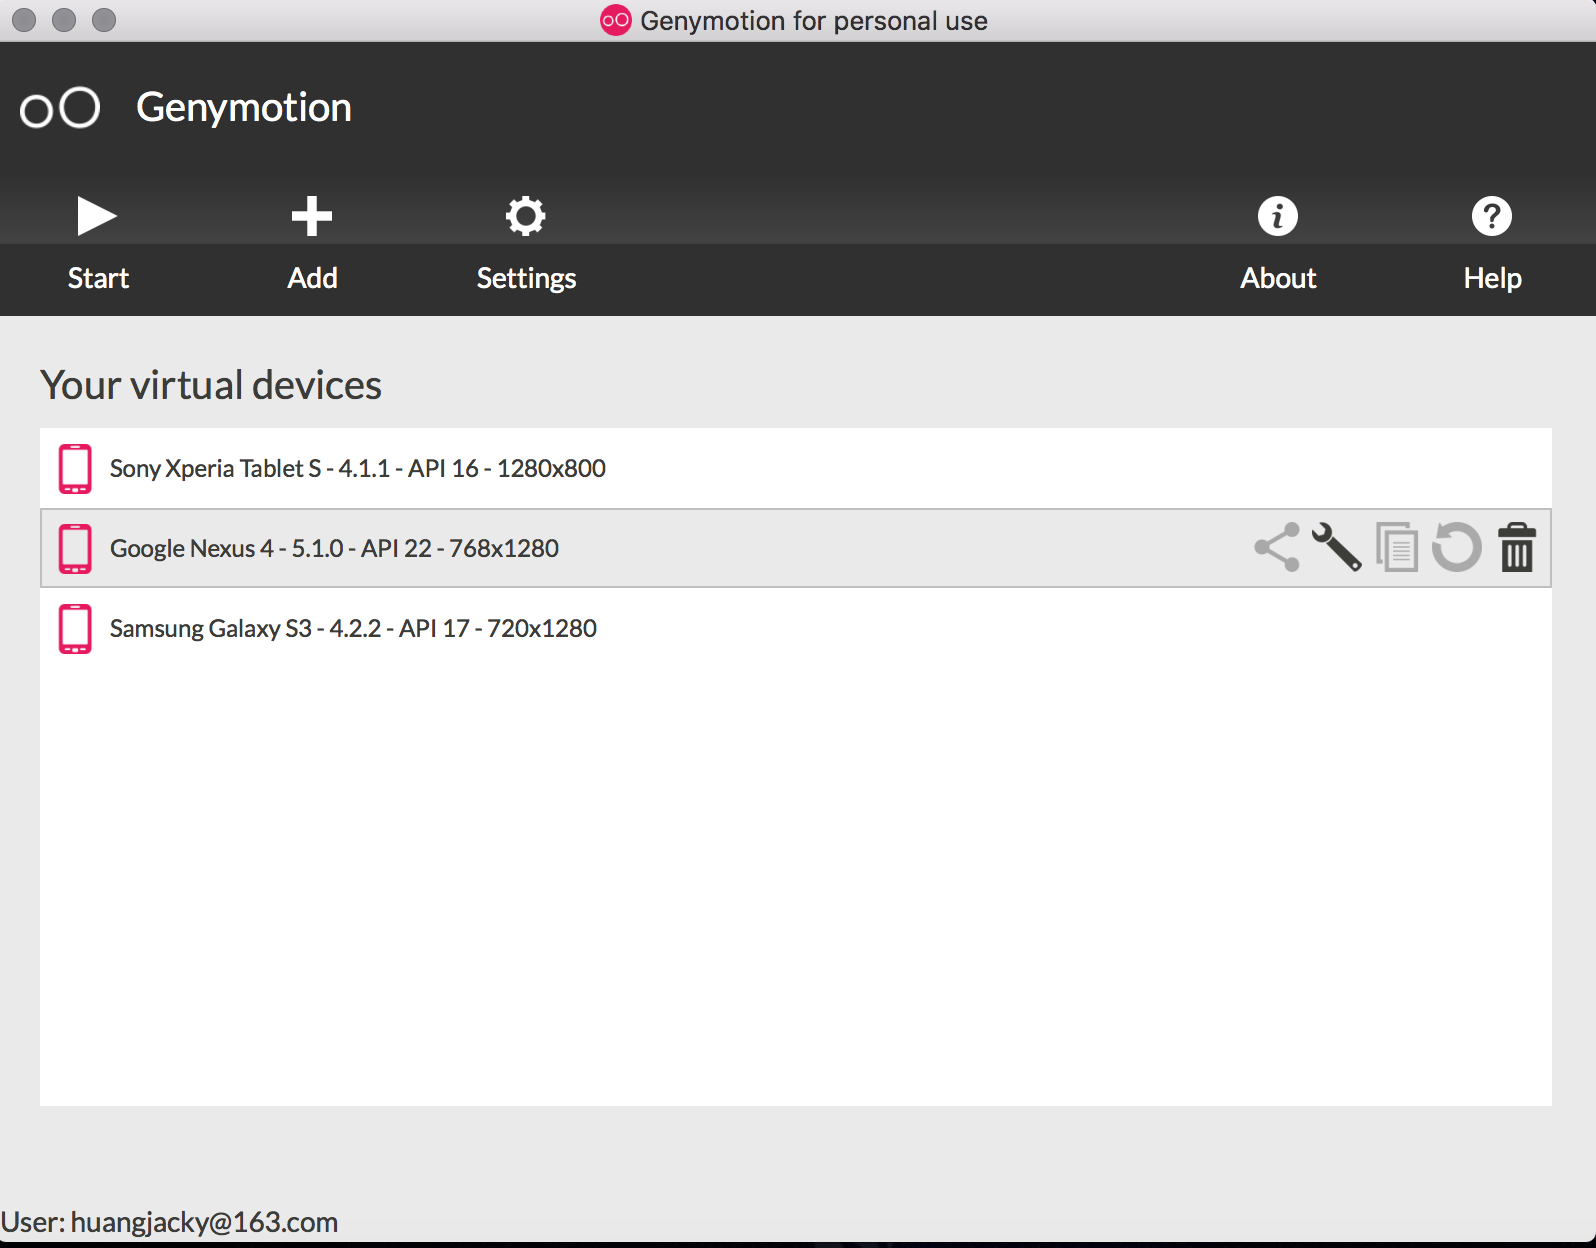 Genymotion for personal use
Genymotion
Start Add Settings About Help
Your virtual devices
Sony Xperia Tablet S - 4.1.1 - API 16 - 1280x800
Google Nexus 4 - 5.1.0 - API 22 - 768x1280
Samsung Galaxy S3 - 4.2.2 - API 17 - 720x1280
User: huangjacky@163.com